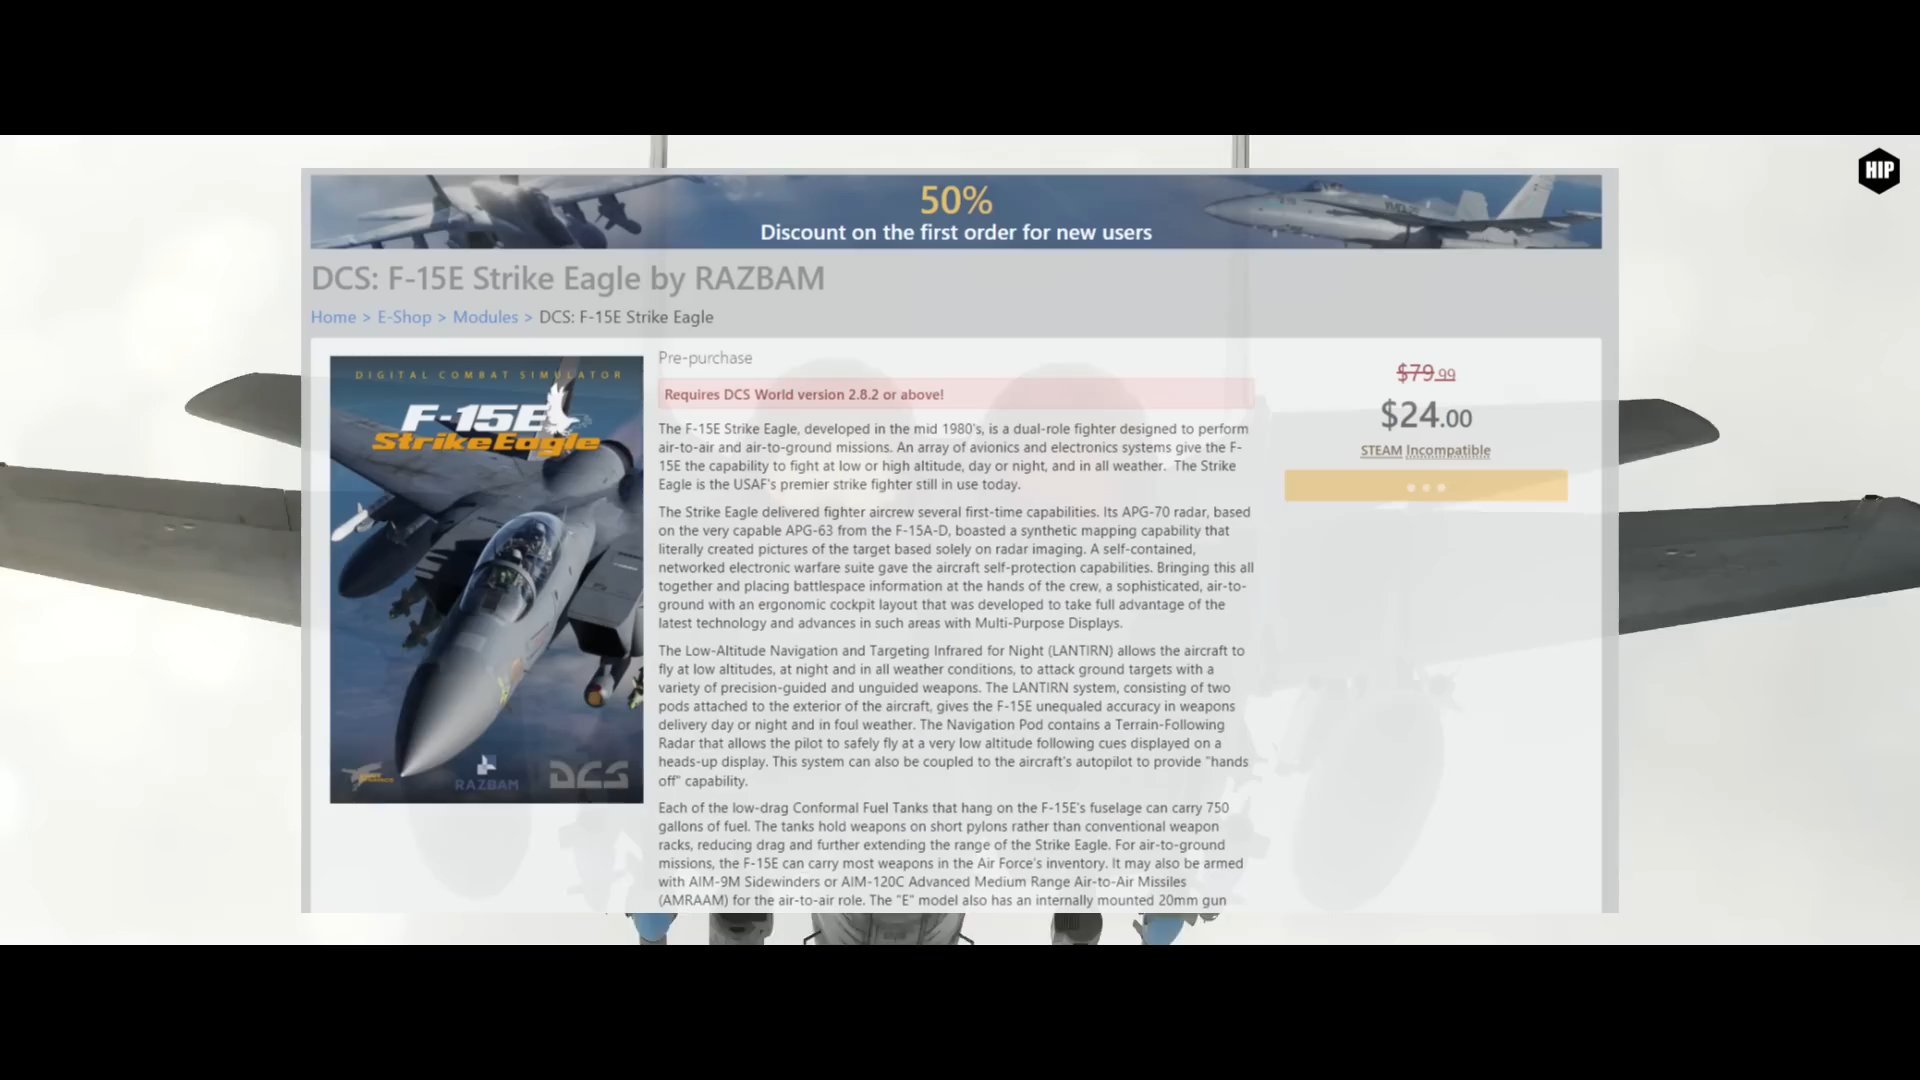 HIP
50%
Discount on the first order for new users
DCS: F-15E Strike Eagle by RAZBAM
Home > E-Shop > Modules > DCS: F-15E Strike Eagle
DIGITAL COMBAT SIMULATOR
F-15E
Strike Eagle
RAZBAM
DCS
Pre-purchase
Requires DCS World version 2.8.2 or above!
The F-15E Strike Eagle, developed in the mid 1980's, is a dual-role fighter designed to perform
air-to-air and air-to-ground missions. An array of avionics and electronics systems give the F-
15E the capability to fight at low or high altitude, day or night, and in all weather. The Strike
Eagle is the USAF's premier strike fighter still in use today.
The Strike Eagle delivered fighter aircrew several first-time capabilities. Its APG-70 radar, based
on the very capable APG-63 from the F-15A-D, boasted a synthetic mapping capability that
literally created pictures of the target based solely on radar imaging. A self-contained,
networked electronic warfare suite gave the aircraft self-protection capabilities. Bringing this all
together and placing battlespace information at the hands of the crew, a sophisticated, air-to-
ground with an ergonomic cockpit layout that was developed to take full advantage of the
latest technology and advances in such areas with Multi-Purpose Displays.
The Low-Altitude Navigation and Targeting Infrared for Night (LANTIRN) allows the aircraft to
fly at low altitudes, at night and in all weather conditions, to attack ground targets with a
variety of precision-guided and unguided weapons. The LANTIRN system, consisting of two
pods attached to the exterior of the aircraft, gives the F-15E unequaled accuracy in weapons
delivery day or night and in foul weather. The Navigation Pod contains a Terrain-Following
Radar that allows the pilot to safely fly at a very low altitude following cues displayed on a
heads-up display. This system can also be coupled to the aircraft's autopilot to provide "hands
off" capability.
Each of the low-drag Conformal Fuel Tanks that hang on the F-15E's fuselage can carry 750
gallons of fuel. The tanks hold weapons on short pylons rather than conventional weapon
racks, reducing drag and further extending the range of the Strike Eagle. For air-to-ground
missions, the F-15E can carry most weapons in the Air Force's inventory. It may also be armed
with AIM-9M Sidewinders or AIM-120C Advanced Medium Range Air-to-Air Missiles
(AMRAAM) for the air-to-air role. The "E" model also has an internally mounted 20mm gun
$79.99
$24.00
STEAM Incompatible